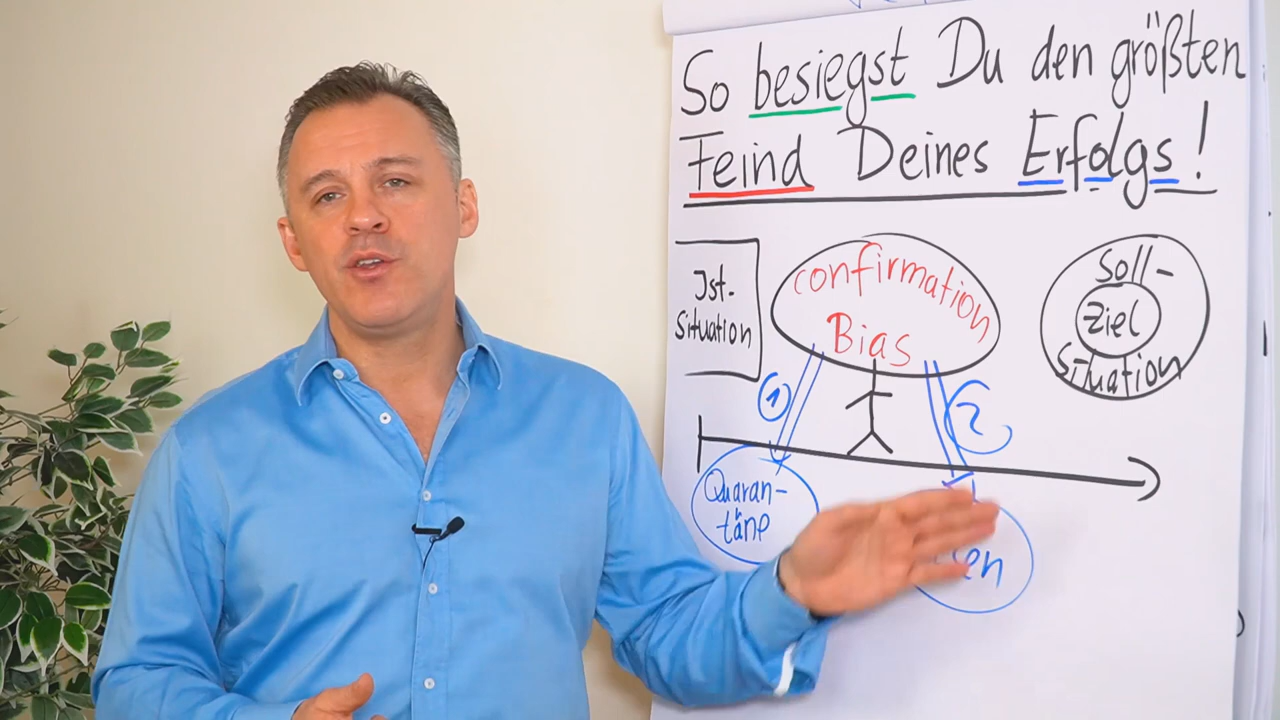 So besiegst Du den größten
Feind Deines Erfolgs!
Ist-
Situation
confirmation
Bias
Soll-
Ziel
Situation
1
2
Quaran-
täne